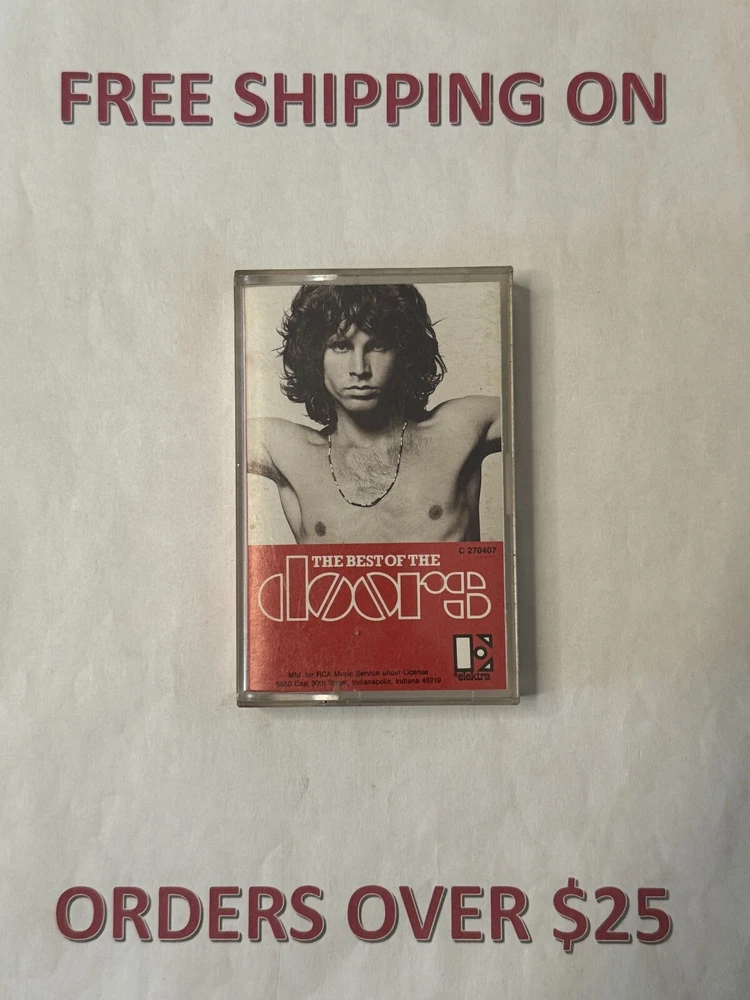 FREE SHIPPING ON
C 270407
THE BEST OF THE
doors
elektra
Mfd. for RCA Music Service under License
6550 East 30th Street, Indianapolis, Indiana 46219
ORDERS OVER $25